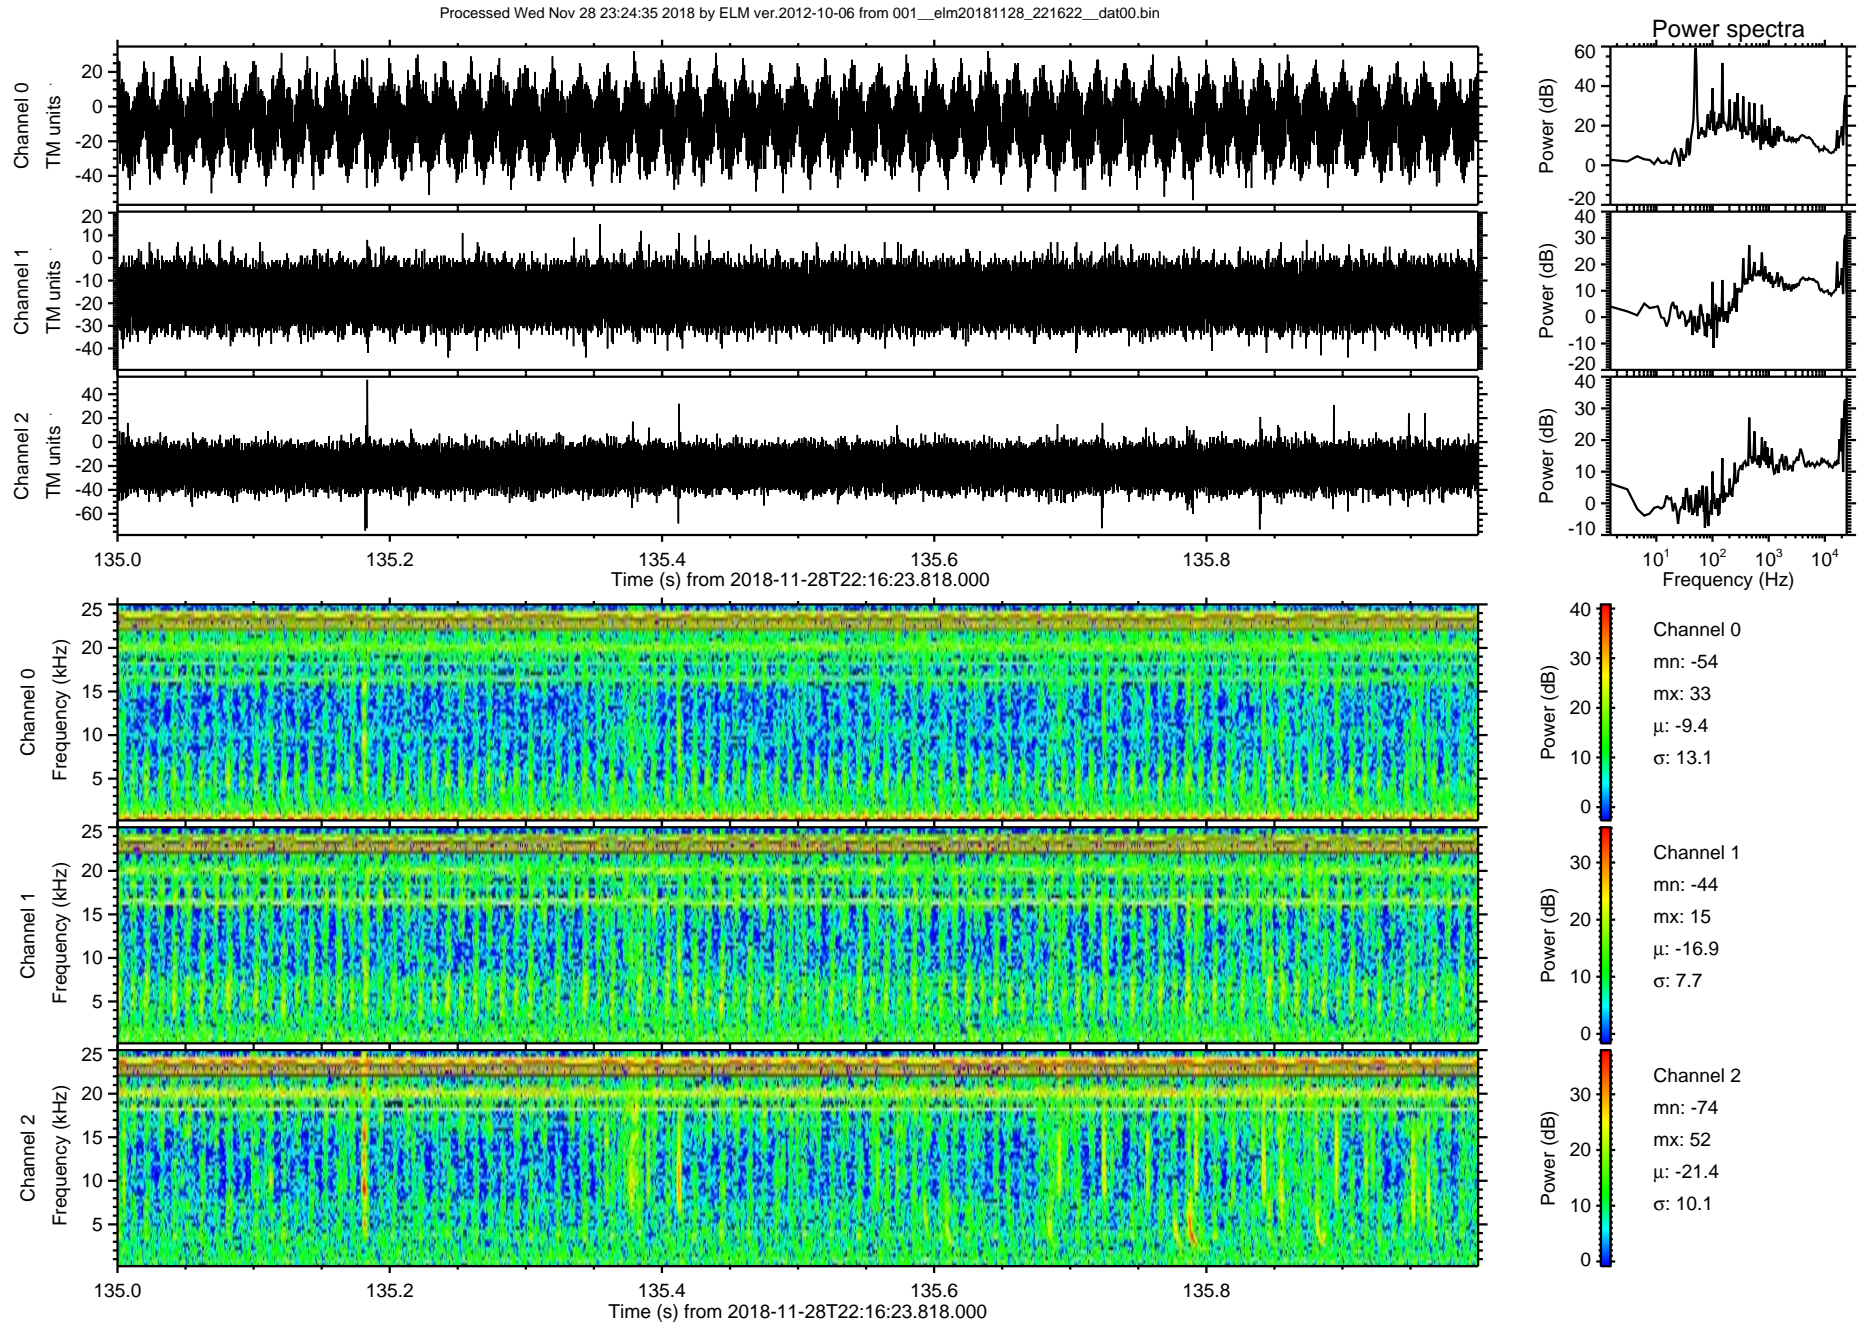 Processed Wed Nov 28 23:24:35 2018 by ELM ver.2012-10-06 from 001__elm20181128_221622__dat00.bin
Power spectra
Channel 0
TM units
20
0
-20
-40
Power (dB)
60
40
20
0
-20
Channel 1
TM units
20
10
0
-10
-20
-30
-40
Power (dB)
40
30
20
10
0
-10
-20
Channel 2
TM units
40
20
0
-20
-40
-60
Power (dB)
40
30
20
10
0
-10
135.0 135.2 135.4 135.6 135.8
Time (s) from 2018-11-28T22:16:23.818.000
10^1 10^2 10^3 10^4
Frequency (Hz)
Channel 0
Frequency (kHz)
25
20
15
10
5
Power (dB)
40
30
20
10
0
Channel 0
mn: -54
mx: 33
μ: -9.4
σ: 13.1
Channel 1
Frequency (kHz)
25
20
15
10
5
Power (dB)
30
20
10
0
Channel 1
mn: -44
mx: 15
μ: -16.9
σ: 7.7
Channel 2
Frequency (kHz)
25
20
15
10
5
Power (dB)
30
20
10
0
Channel 2
mn: -74
mx: 52
μ: -21.4
σ: 10.1
135.0 135.2 135.4 135.6 135.8
Time (s) from 2018-11-28T22:16:23.818.000